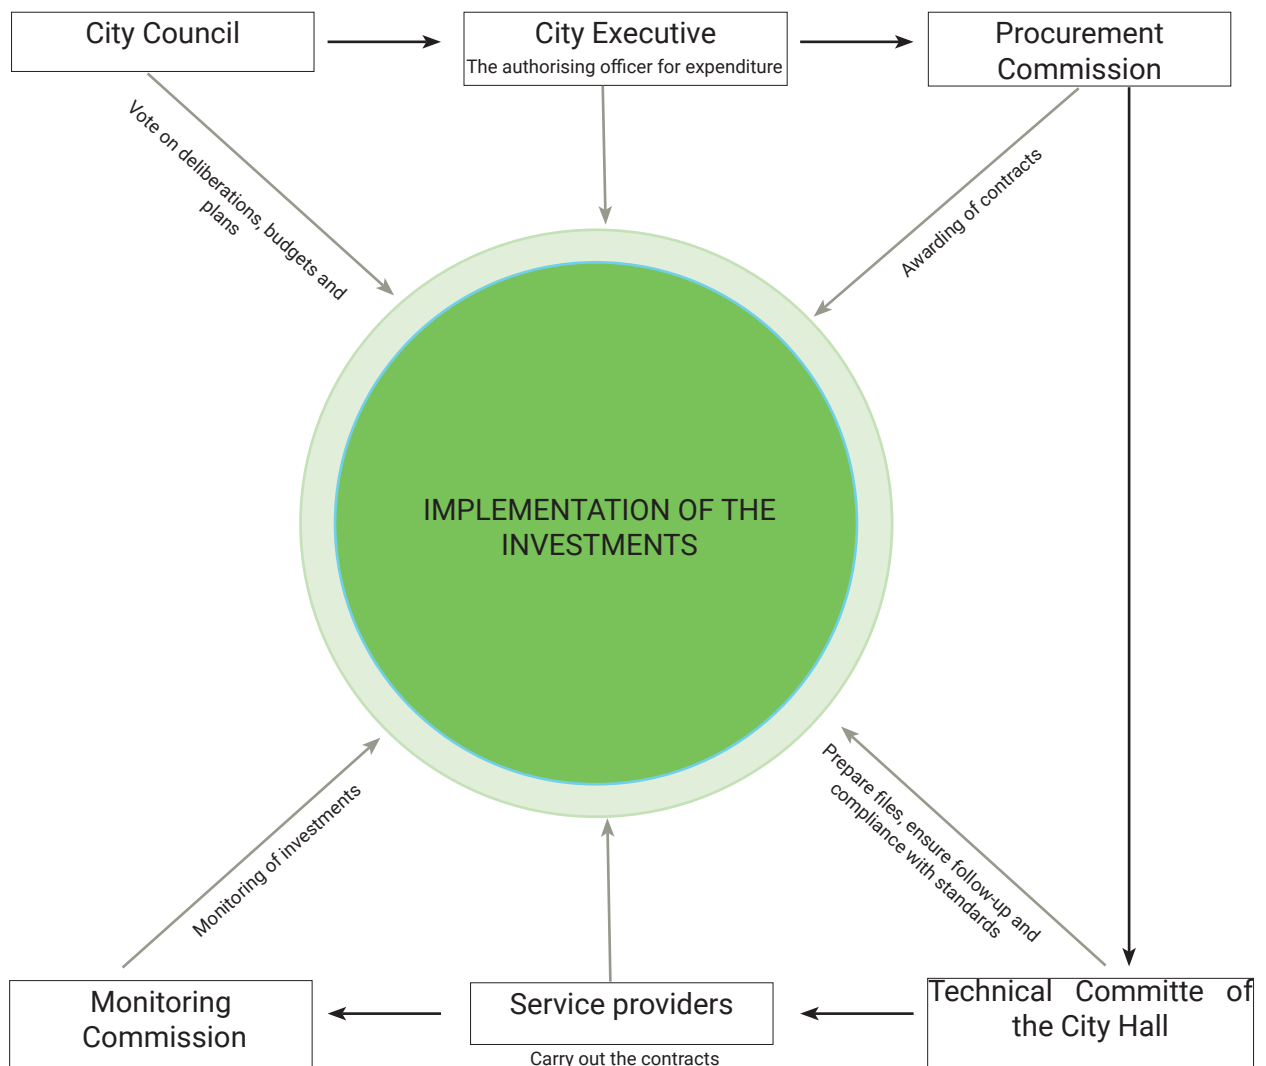 City Council
City Executive
The authorising officer for expenditure
Procurement
Commission
Vote on deliberations, budgets and
plans
Awarding of contracts
IMPLEMENTATION OF THE
INVESTMENTS
Monitoring of investments
Prepare files, ensure follow-up and
compliance with standards
Monitoring
Commission
Service providers
Carry out the contracts
Technical Committe of
the City Hall